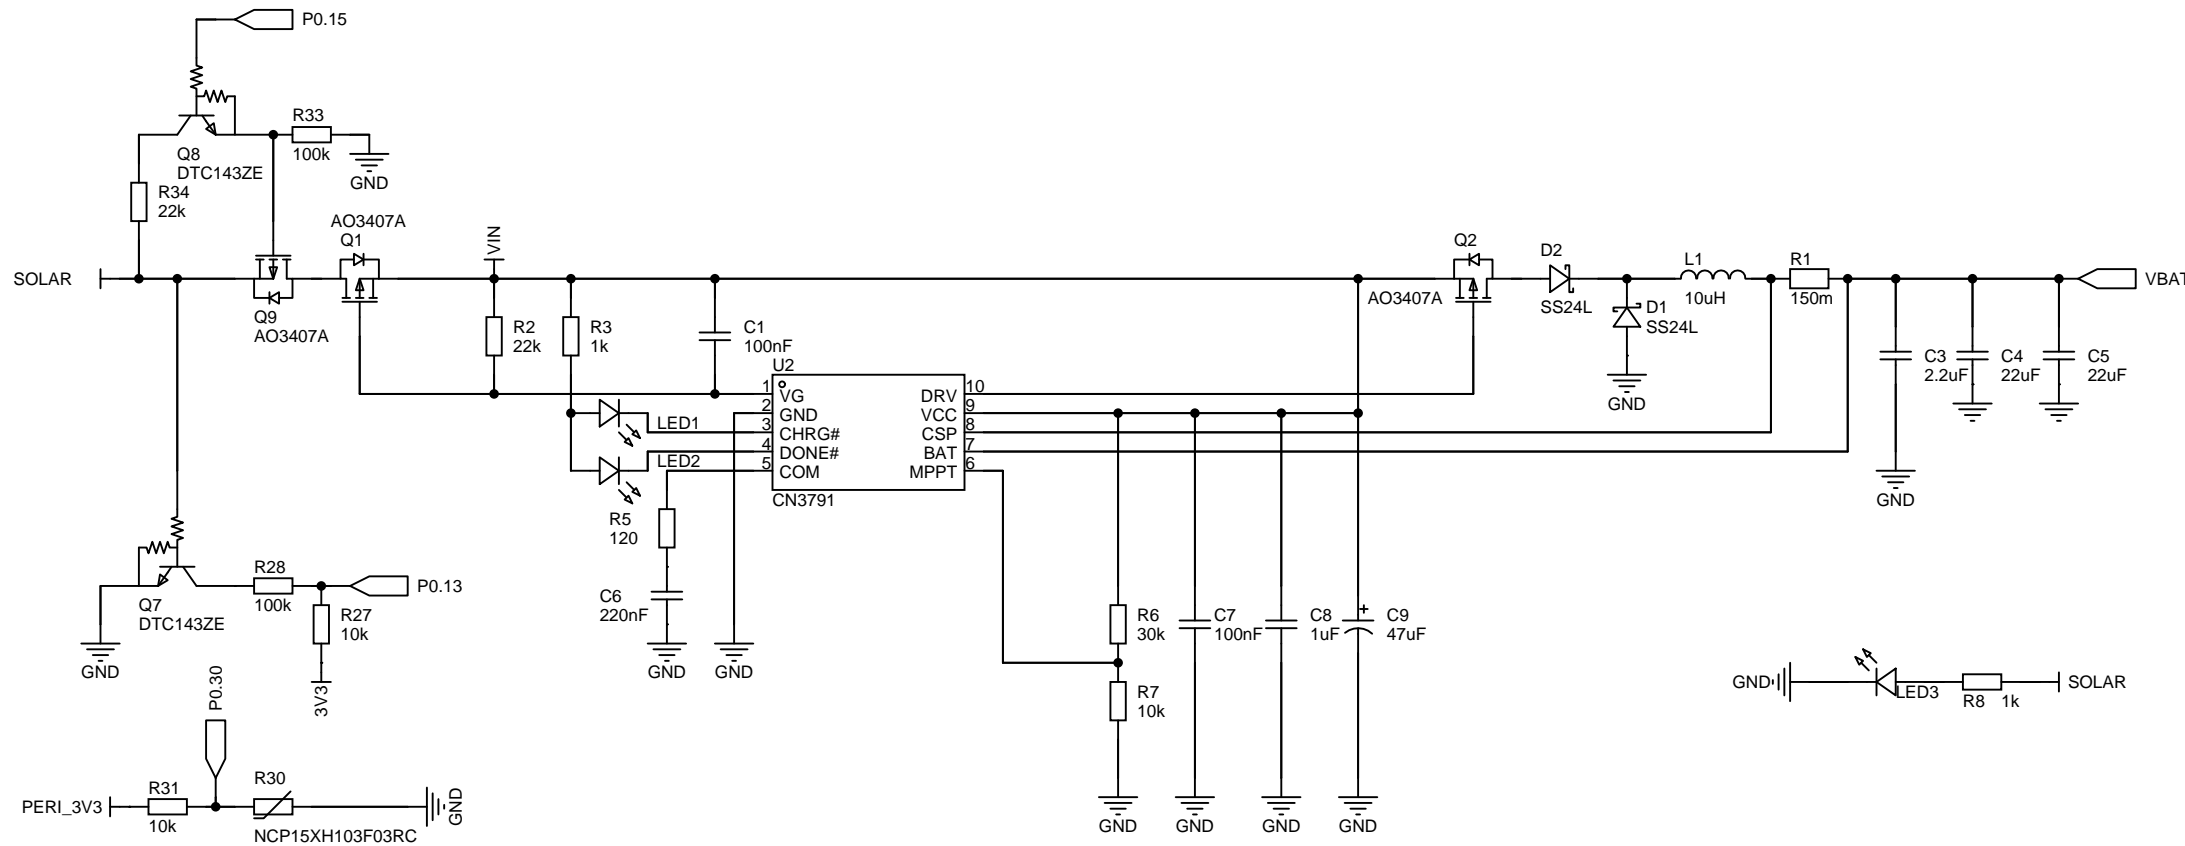 P0.15
R33
100k
GND
Q8
DTC143ZE
R34
22k
AO3407A
Q1
SOLAR
Q9
AO3407A
VIN
R2
22k
R3
1k
C1
100nF
U2
1
VG
2
GND
3
CHRG#
4
DONE#
5
COM
10
DRV
9
VCC
8
CSP
7
BAT
6
MPPT
CN3791
LED1
LED2
R5
120
C6
220nF
GND
GND
Q2
AO3407A
D2
SS24L
D1
SS24L
GND
L1
10uH
R1
150m
VBAT
C3
2.2uF
C4
22uF
C5
22uF
GND
R28
100k
P0.13
Q7
DTC143ZE
R27
10k
GND
3V3
P0.30
R31
10k
R30
PERI_3V3
NCP15XH103F03RC
GND
R6
30k
C7
100nF
C8
1uF
C9
47uF
+
R7
10k
GND
GND
GND
GND
GND
LED3
R8
1k
SOLAR